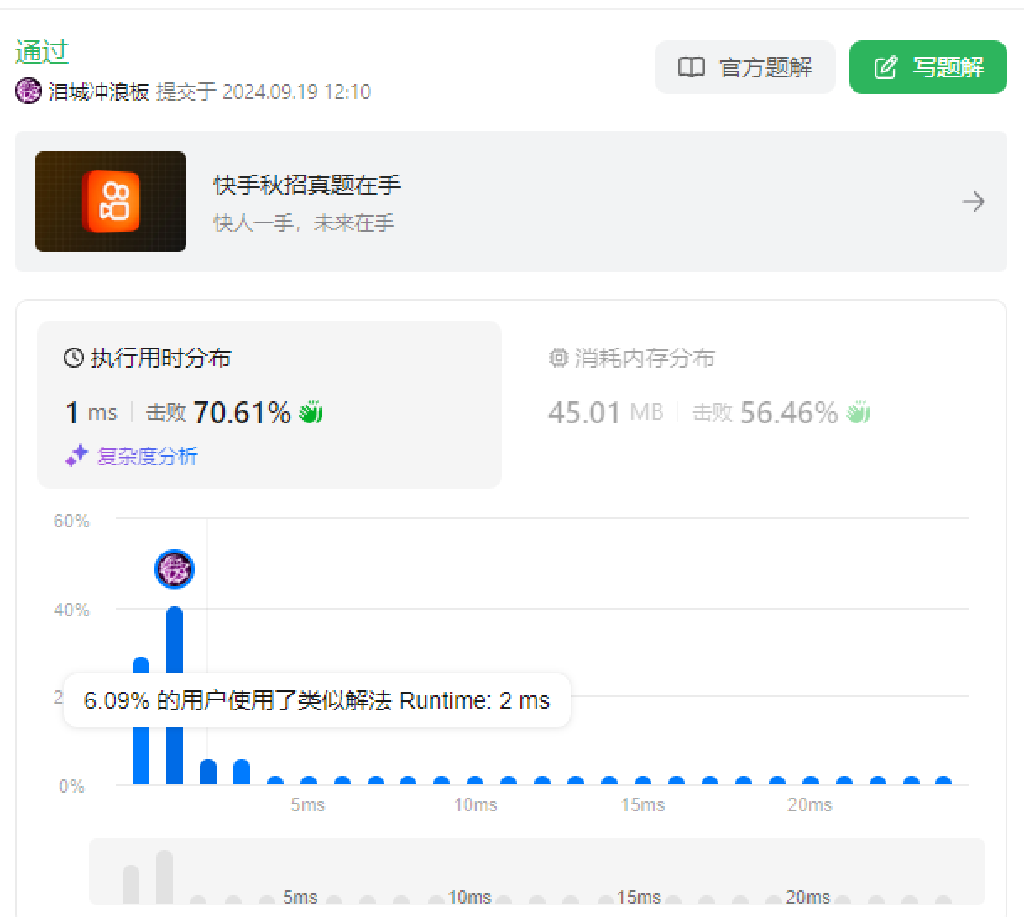 通过
官方题解
写题解
泪城冲浪板 提交于 2024.09.19 12:10
快手秋招真题在手
快人一手，未来在手
执行用时分布
1 ms 击败 70.61%
复杂度分析
消耗内存分布
45.01 MB 击败 56.46%
60%
40%
2
6.09% 的用户使用了类似解法 Runtime: 2 ms
0%
5ms 10ms 15ms 20ms
5ms 10ms 15ms 20ms